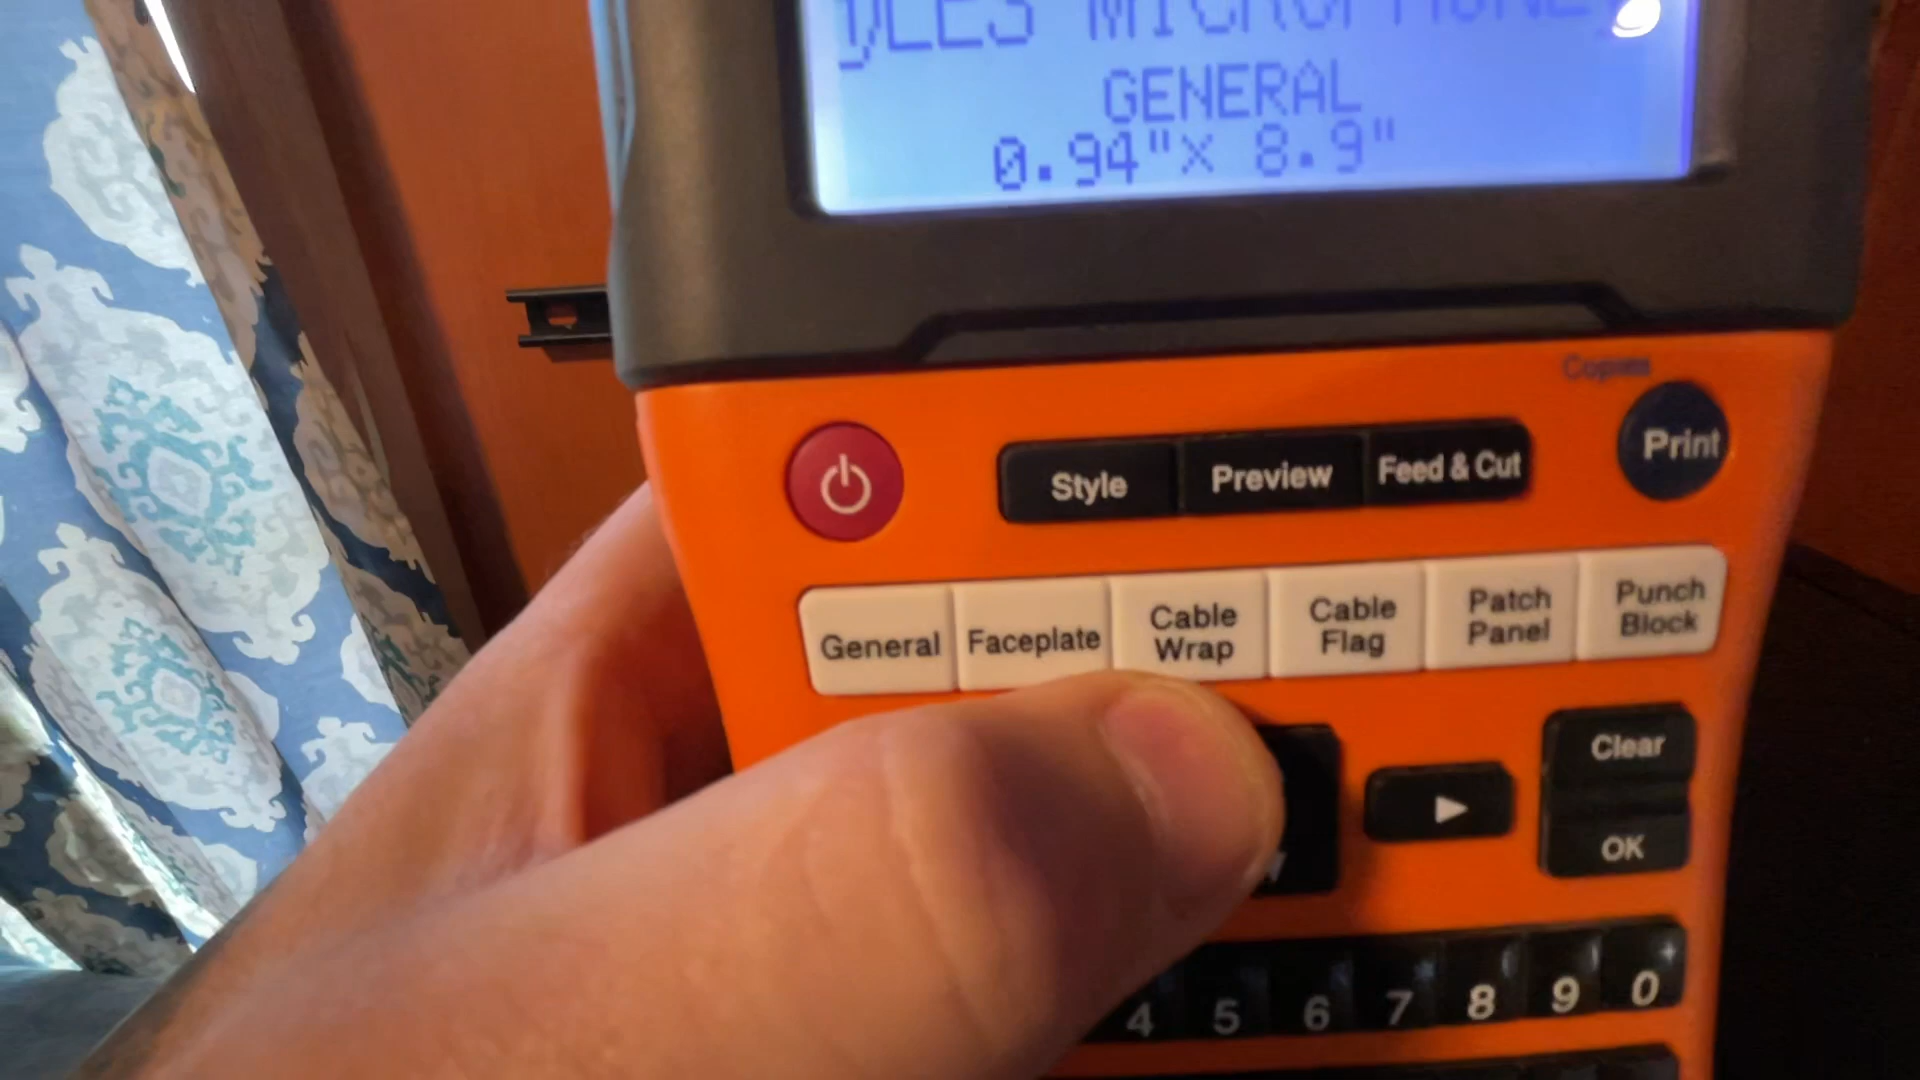 MICROPHONE
GENERAL
0.94" x 8.9"
Copies
Print
Style
Preview
Feed & Cut
General
Faceplate
Cable Wrap
Cable Flag
Patch Panel
Punch Block
Clear
OK
4 5 6 7 8 9 0